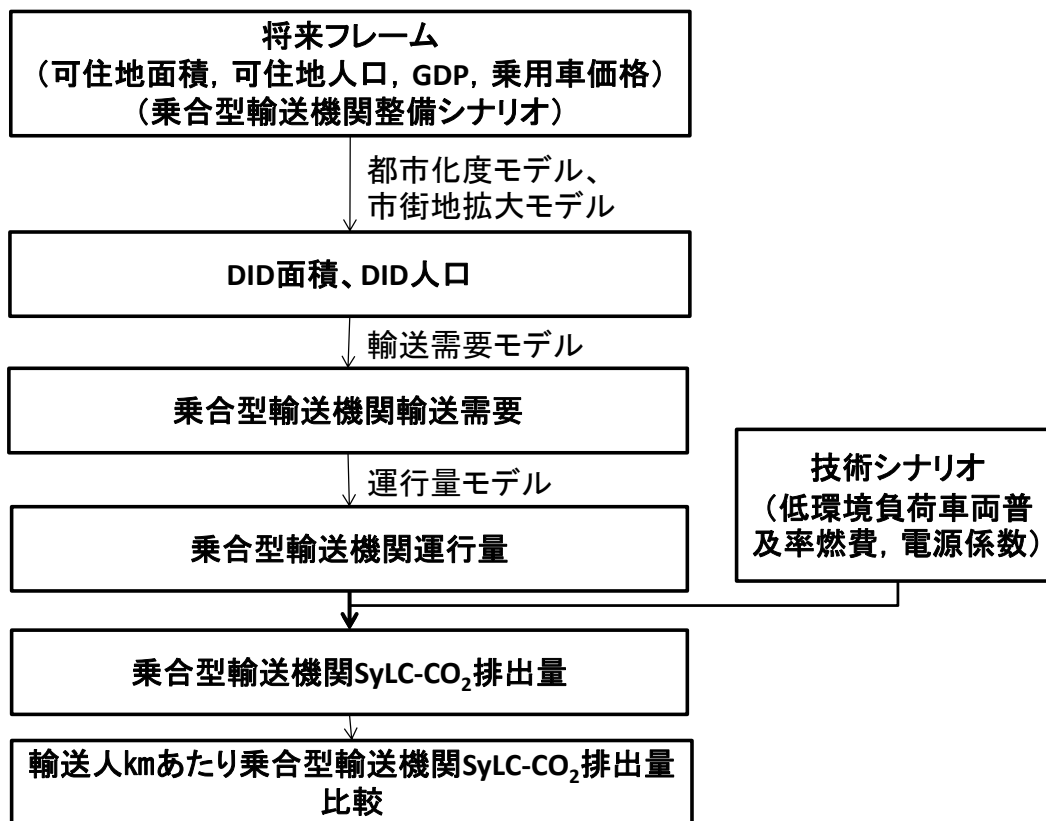 将来フレーム
（可住地面積，可住地人口，GDP，乗用車価格）
（乗合型輸送機関整備シナリオ）
都市化度モデル、
市街地拡大モデル
DID面積、DID人口
輸送需要モデル
乗合型輸送機関輸送需要
運行量モデル
乗合型輸送機関運行量
技術シナリオ
（低環境負荷車両普
及率燃費，電源係数）
乗合型輸送機関SyLC-CO₂排出量
輸送人㎞あたり乗合型輸送機関SyLC-CO₂排出量
比較